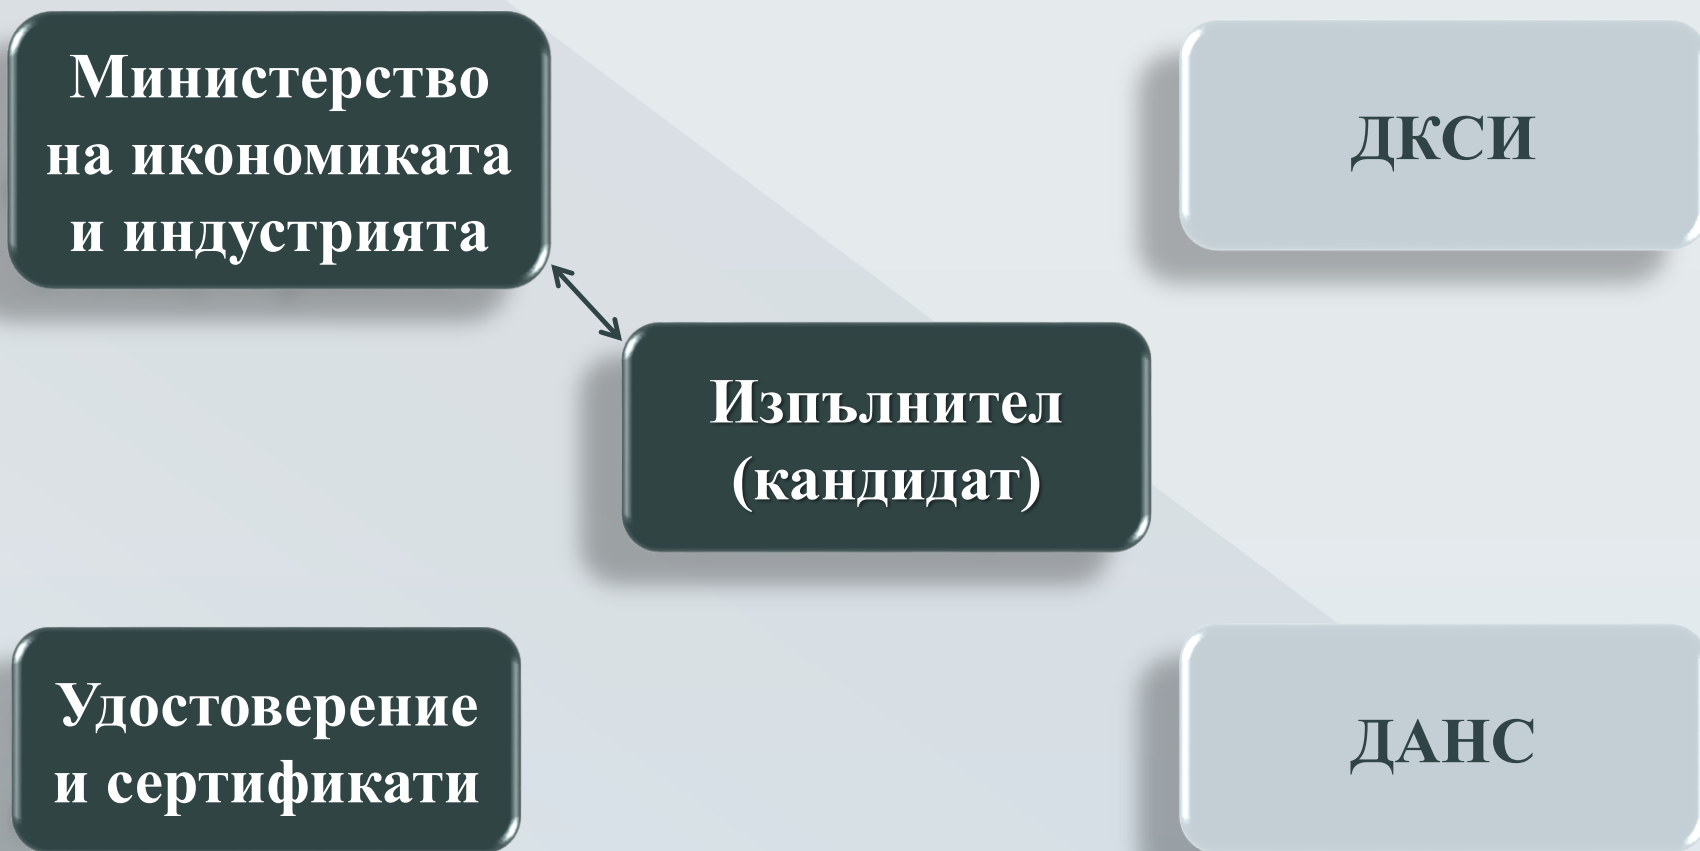 Министерство
на икономиката
и индустрията
ДКСИ
Изпълнител
(кандидат)
Удостоверение
и сертификати
ДАНС